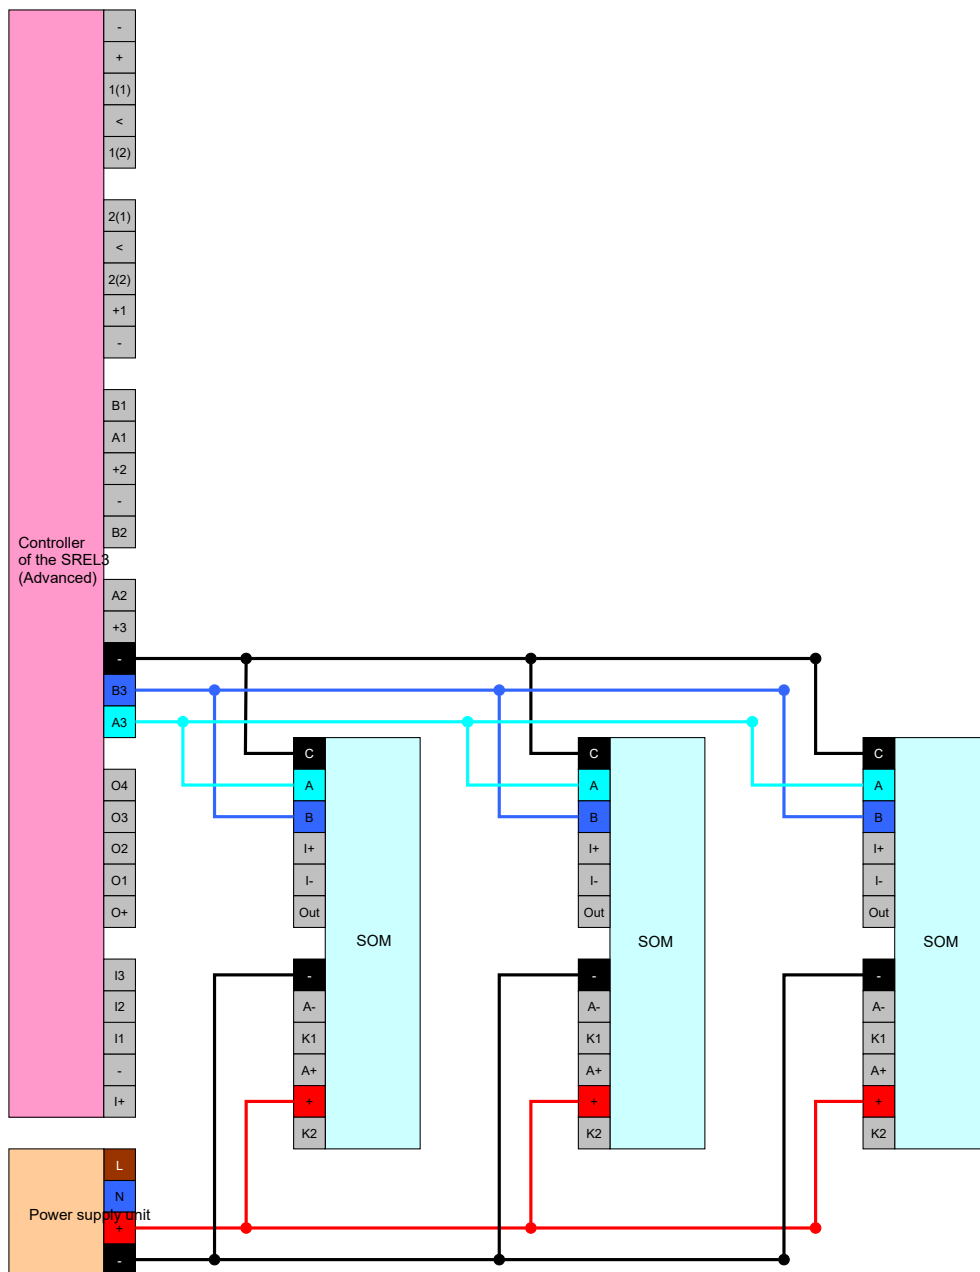 -
+
1(1)
<
1(2)
2(1)
<
2(2)
+1
-
B1
A1
+2
-
B2
Controller
of the SREL3
(Advanced)
A2
+3
-
B3
A3
O4
O3
O2
O1
O+
I3
I2
I1
-
I+
C
A
B
I+
I-
Out
SOM
-
A-
K1
A+
+
K2
C
A
B
I+
I-
Out
SOM
-
A-
K1
A+
+
K2
C
A
B
I+
I-
Out
SOM
-
A-
K1
A+
+
K2
L
N
Power supply unit
+
-